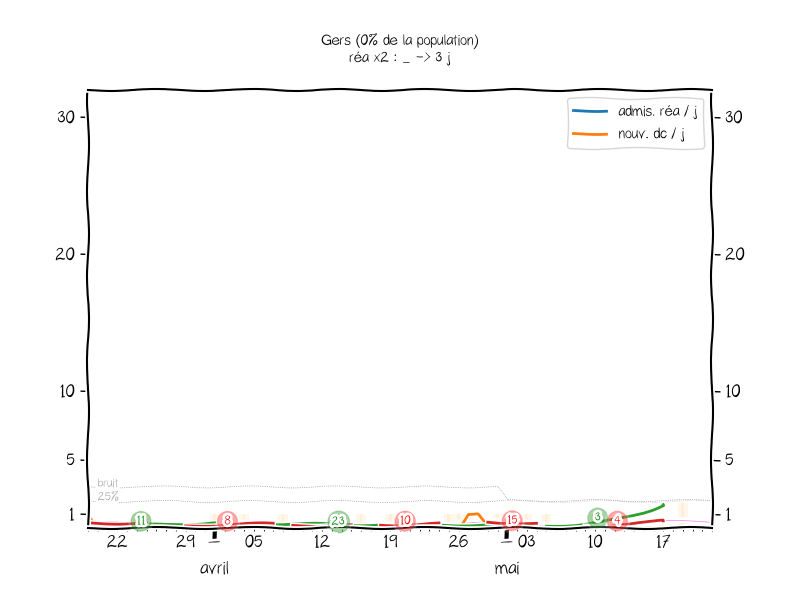 Gers (0% de la population)
réa x2 : _ -> 3 j
admis. réa / j
nouv. dc / j
30 30
20 20
10 10
5 5
bruit
25%
1 1
11 8 23 10 15 3 4
22 29 05 12 19 26 03 10 17
avril mai